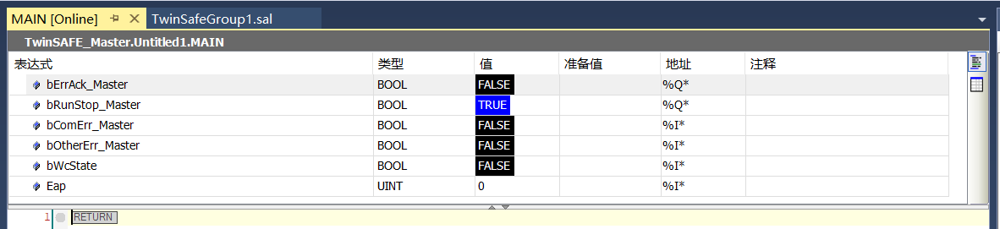 MAIN [Online] TwinSafeGroup1.sal
TwinSAFE_Master.Untitled1.MAIN
表达式 类型 值 准备值 地址 注释
bErrAck_Master BOOL FALSE %Q*
bRunStop_Master BOOL TRUE %Q*
bComErr_Master BOOL FALSE %I*
bOtherErr_Master BOOL FALSE %I*
bWcState BOOL FALSE %I*
Eap UINT 0 %I*
1 RETURN